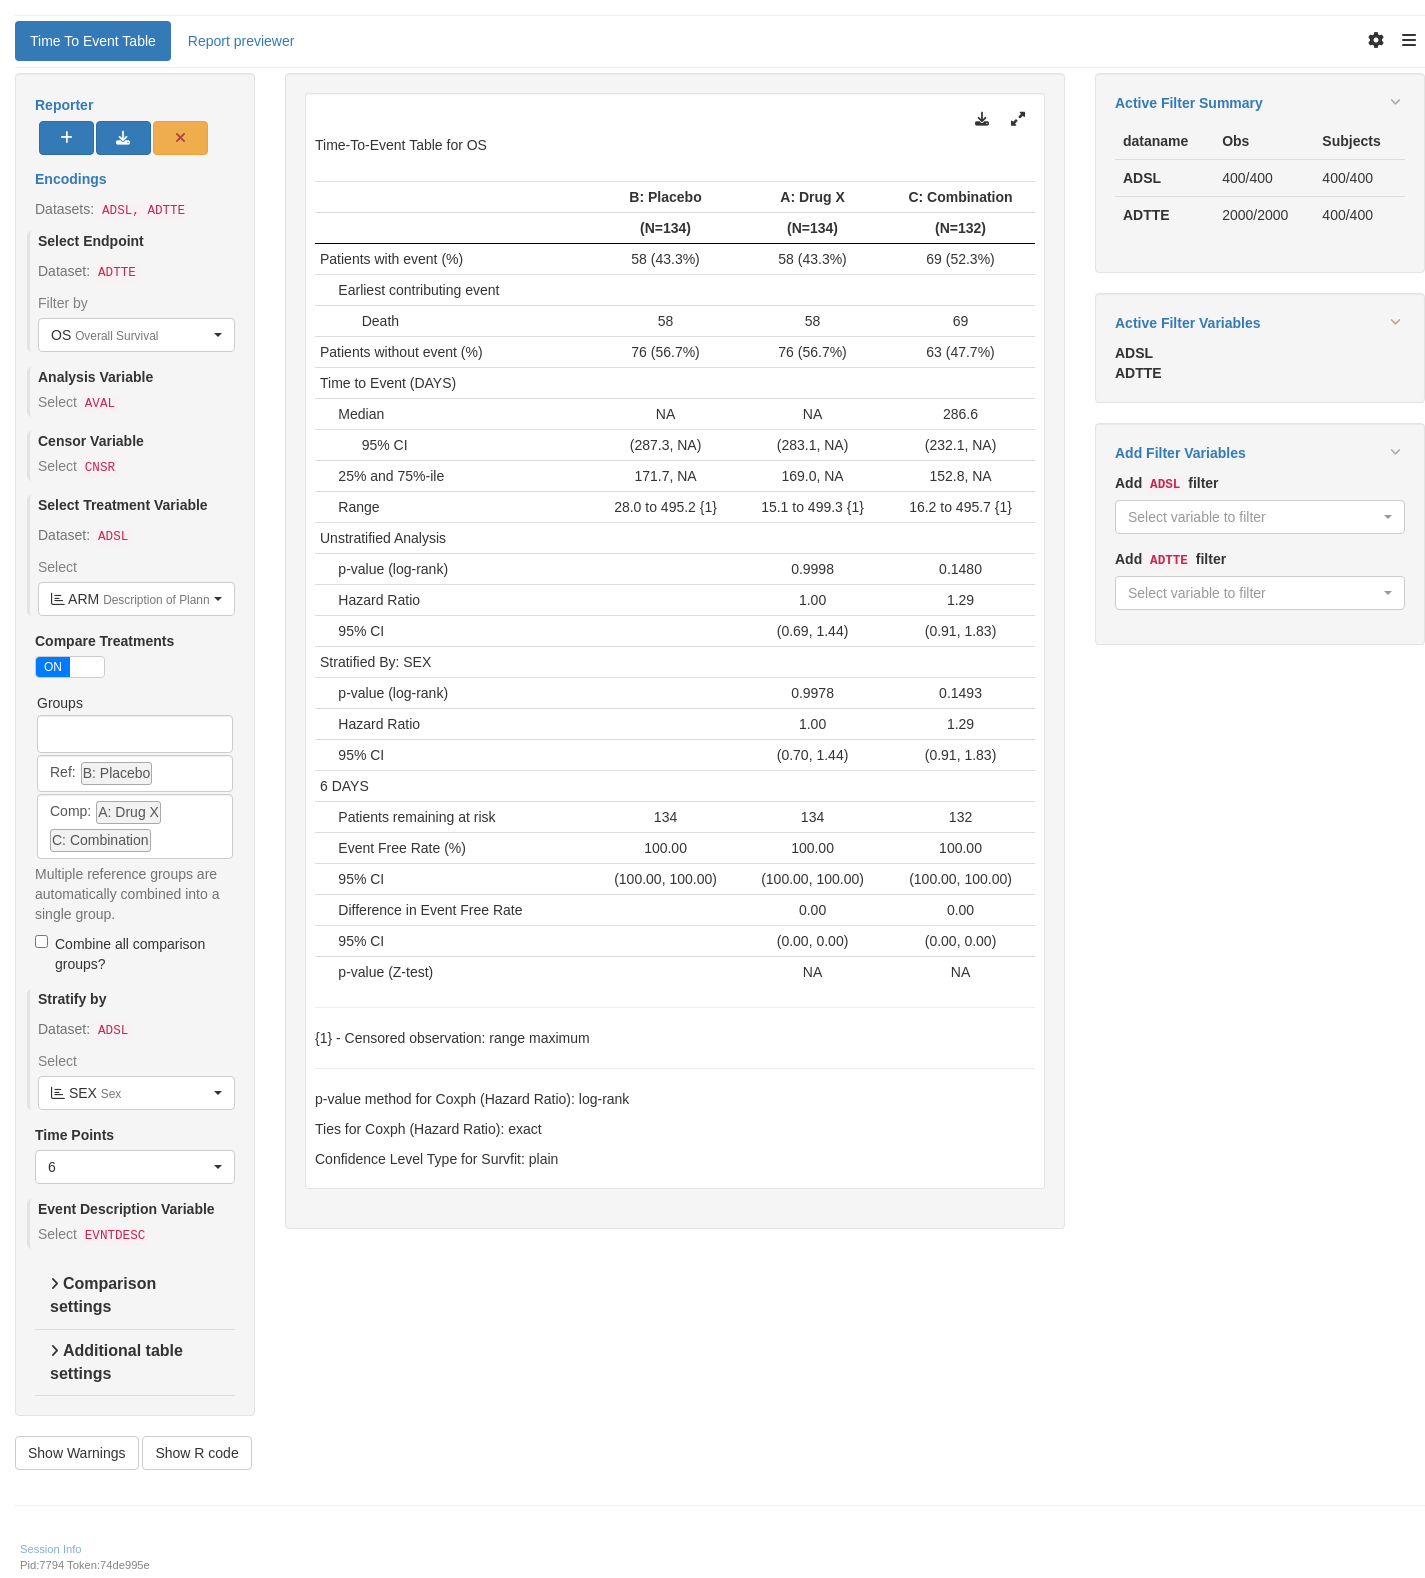 Time To Event Table
Report previewer
Reporter
Encodings
Datasets: ADSL, ADTTE
Select Endpoint
Dataset: ADTTE
Filter by
OS Overall Survival
Analysis Variable
Select AVAL
Censor Variable
Select CNSR
Select Treatment Variable
Dataset: ADSL
Select
ARM Description of Plann
Compare Treatments
ON
Groups
Ref: B: Placebo
Comp: A: Drug X
C: Combination
Multiple reference groups are
automatically combined into a
single group.
Combine all comparison
groups?
Stratify by
Dataset: ADSL
Select
SEX Sex
Time Points
6
Event Description Variable
Select EVNTDESC
Comparison
settings
Additional table
settings
Show Warnings
Show R code
Time-To-Event Table for OS
B: Placebo A: Drug X C: Combination
(N=134) (N=134) (N=132)
Patients with event (%) 58 (43.3%) 58 (43.3%) 69 (52.3%)
Earliest contributing event
Death 58 58 69
Patients without event (%) 76 (56.7%) 76 (56.7%) 63 (47.7%)
Time to Event (DAYS)
Median NA NA 286.6
95% CI (287.3, NA) (283.1, NA) (232.1, NA)
25% and 75%-ile 171.7, NA 169.0, NA 152.8, NA
Range 28.0 to 495.2 {1} 15.1 to 499.3 {1} 16.2 to 495.7 {1}
Unstratified Analysis
p-value (log-rank) 0.9998 0.1480
Hazard Ratio 1.00 1.29
95% CI (0.69, 1.44) (0.91, 1.83)
Stratified By: SEX
p-value (log-rank) 0.9978 0.1493
Hazard Ratio 1.00 1.29
95% CI (0.70, 1.44) (0.91, 1.83)
6 DAYS
Patients remaining at risk 134 134 132
Event Free Rate (%) 100.00 100.00 100.00
95% CI (100.00, 100.00) (100.00, 100.00) (100.00, 100.00)
Difference in Event Free Rate 0.00 0.00
95% CI (0.00, 0.00) (0.00, 0.00)
p-value (Z-test) NA NA
{1} - Censored observation: range maximum
p-value method for Coxph (Hazard Ratio): log-rank
Ties for Coxph (Hazard Ratio): exact
Confidence Level Type for Survfit: plain
Active Filter Summary
dataname Obs Subjects
ADSL 400/400 400/400
ADTTE 2000/2000 400/400
Active Filter Variables
ADSL
ADTTE
Add Filter Variables
Add ADSL filter
Select variable to filter
Add ADTTE filter
Select variable to filter
Session Info
Pid:7794 Token:74de995e